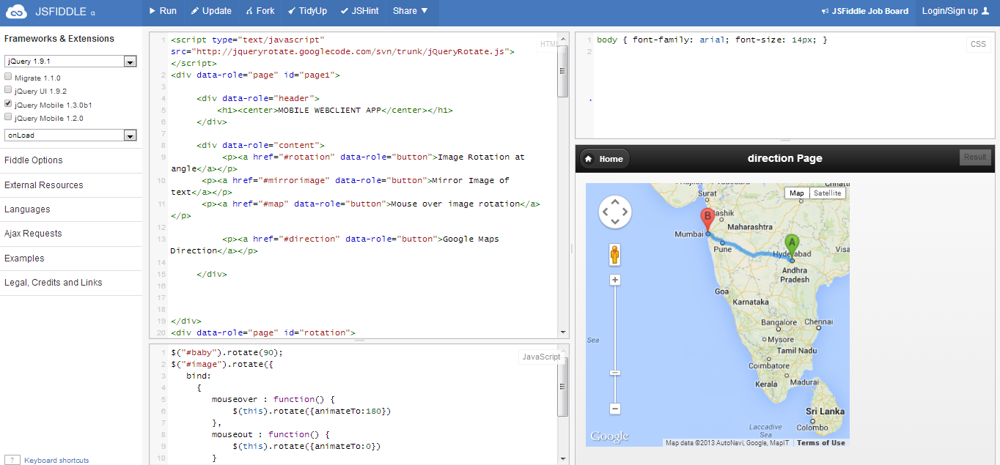 JSFIDDLE α
Run
Update
Fork
TidyUp
JSHint
Share
JSFiddle Job Board
Login/Sign up
Frameworks & Extensions
jQuery 1.9.1
Migrate 1.1.0
jQuery UI 1.9.2
jQuery Mobile 1.3.0b1
jQuery Mobile 1.2.0
onLoad
Fiddle Options
External Resources
Languages
Ajax Requests
Examples
Legal, Credits and Links
? Keyboard shortcuts
HTML
1 <script type="text/javascript"
src="http://jqueryrotate.googlecode.com/svn/trunk/jQueryRotate.js">
</script>
2 <div data-role="page" id="page1">
3
4 <div data-role="header">
5 <h1><center>MOBILE WEBCLIENT APP</center></h1>
6 </div>
7
8 <div data-role="content">
9 <p><a href="#rotation" data-role="button">Image Rotation at
angle</a></p>
10 <p><a href="#mirrorimage" data-role="button">Mirror Image of
text</a></p>
11 <p><a href="#map" data-role="button">Mouse over image rotation</a>
</p>
12
13 <p><a href="#direction" data-role="button">Google Maps
Direction</a></p>
14
15 </div>
16
17
18
19 </div>
20 <div data-role="page" id="rotation">
JavaScript
1 $("#baby").rotate(90);
2 $("#image").rotate({
3 bind:
4 {
5 mouseover : function() {
6 $(this).rotate({animateTo:180})
7 },
8 mouseout : function() {
9 $(this).rotate({animateTo:0})
10 }
CSS
1 body { font-family: arial; font-size: 14px; }
2
Home
direction Page
Result
Surat
Map
Satellite
Maharashtra
B
Mumbai
Pune
A
Hyderabad
Andhra
Pradesh
Goa
Karnataka
Bangalore
Chennai
Sea
Mysore
Tamil Nadu
Coimbatore
Kerala
Madurai
Sri Lanka
Colombo
Laccadive
Sea
Google
Map data ©2013 AutoNavi, Google, MapIT
Terms of Use